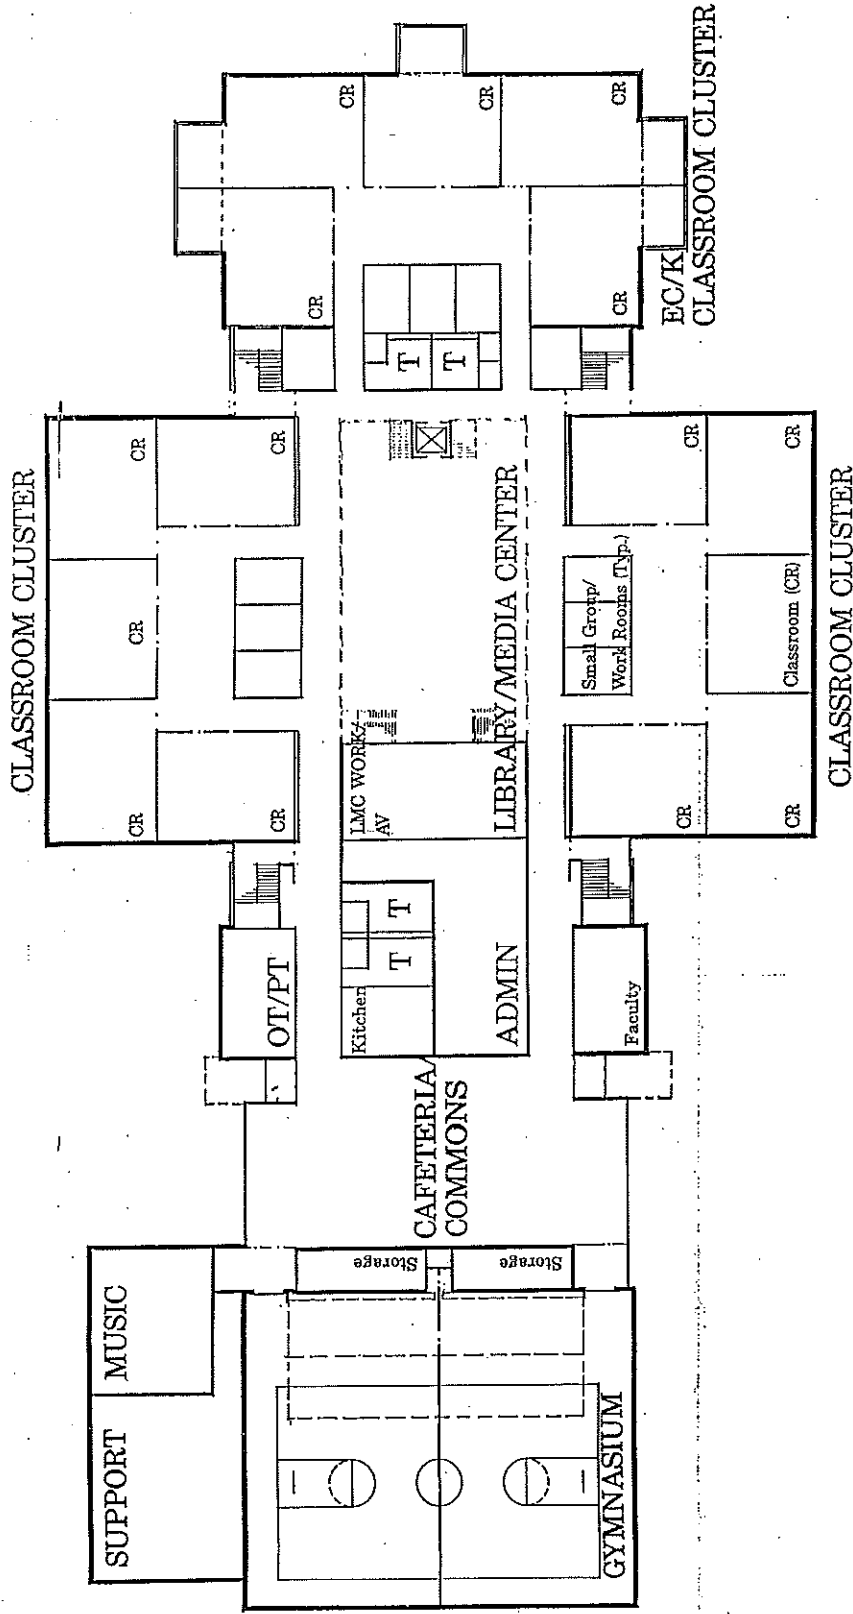 CLASSROOM CLUSTER
CR
CR
CR
CR
CR
SUPPORT
MUSIC
OT/PT
Kitchen
T
T
LMC WORK/
AV
T
T
CR
CR
CR
CR
CR
Storage
Storage
CAFETERIA/
COMMONS
ADMIN
LIBRARY/MEDIA CENTER
GYMNASIUM
Faculty
Small Group/
Work Rooms (Typ.)
CR
CR
CR
CR
Classroom (CR)
EC/K
CLASSROOM CLUSTER
CLASSROOM CLUSTER